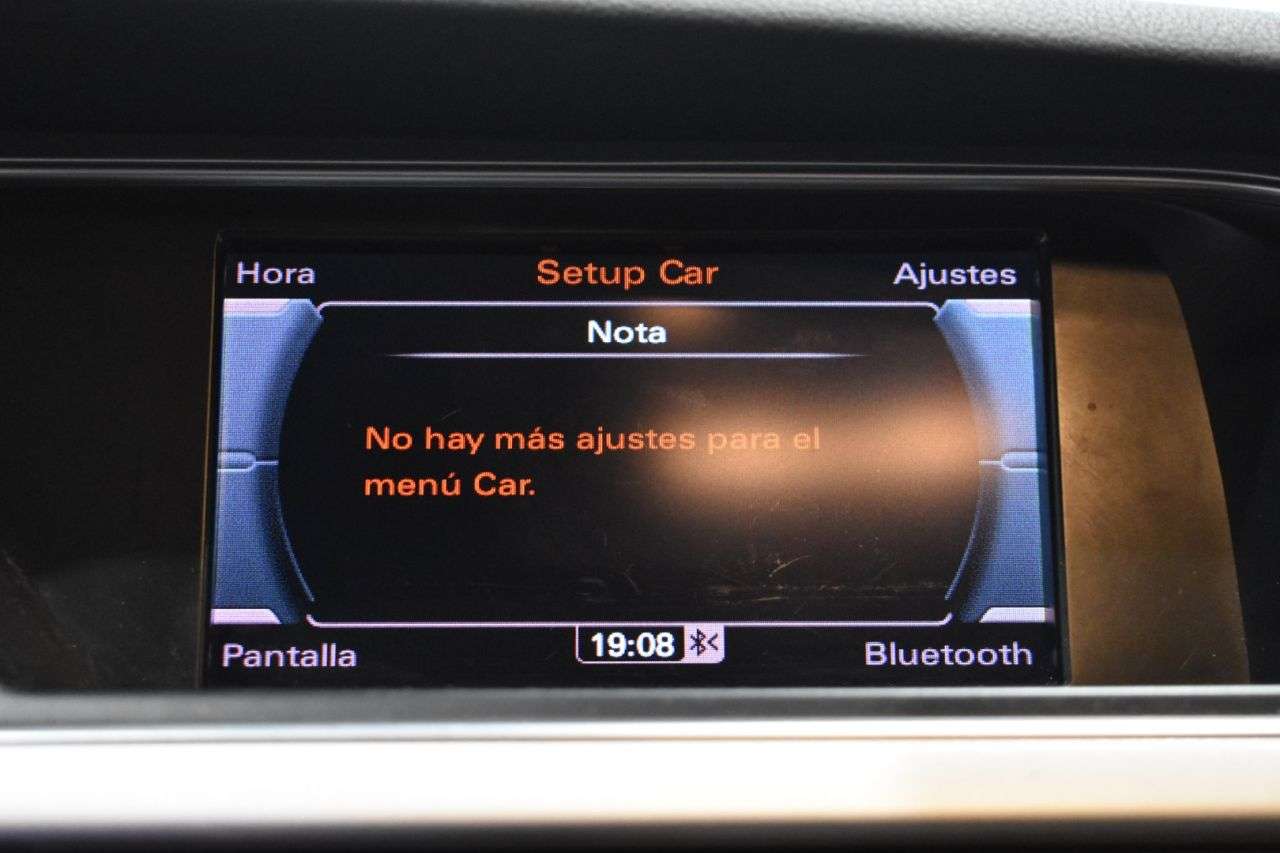 Hora Setup Car Ajustes
Nota
No hay más ajustes para el
menú Car.
Pantalla 19:08 Bluetooth